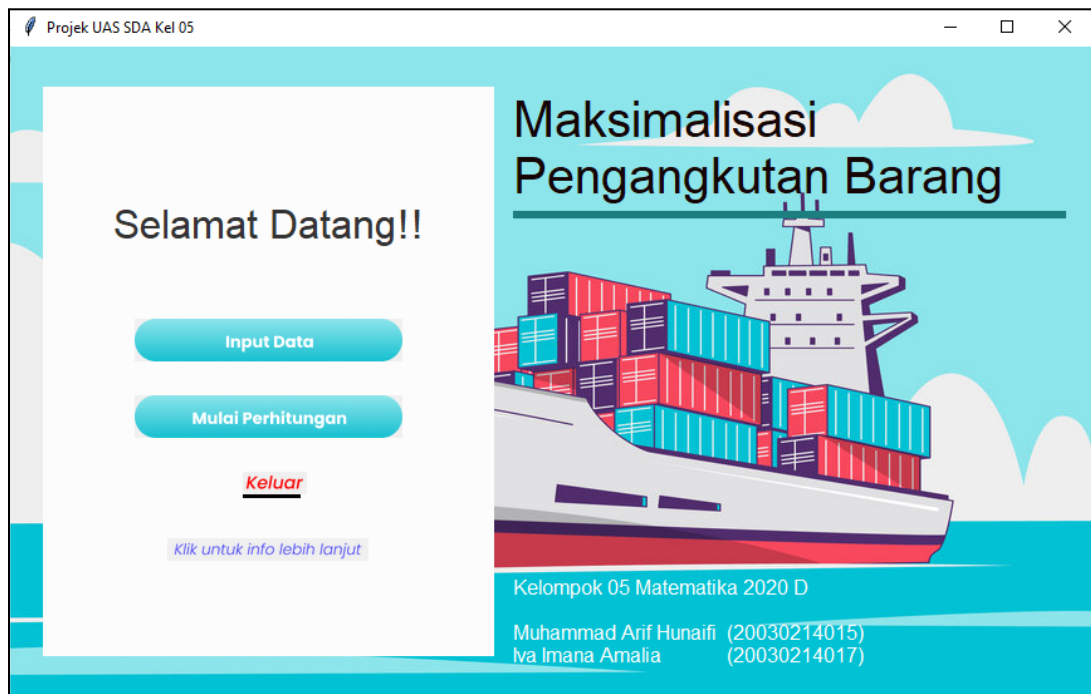 Projek UAS SDA Kel 05
Selamat Datang!!
Input Data
Mulai Perhitungan
Keluar
Klik untuk info lebih lanjut
Maksimalisasi
Pengangkutan Barang
Kelompok 05 Matematika 2020 D
Muhammad Arif Hunaifi (20030214015)
Iva Imana Amalia (20030214017)